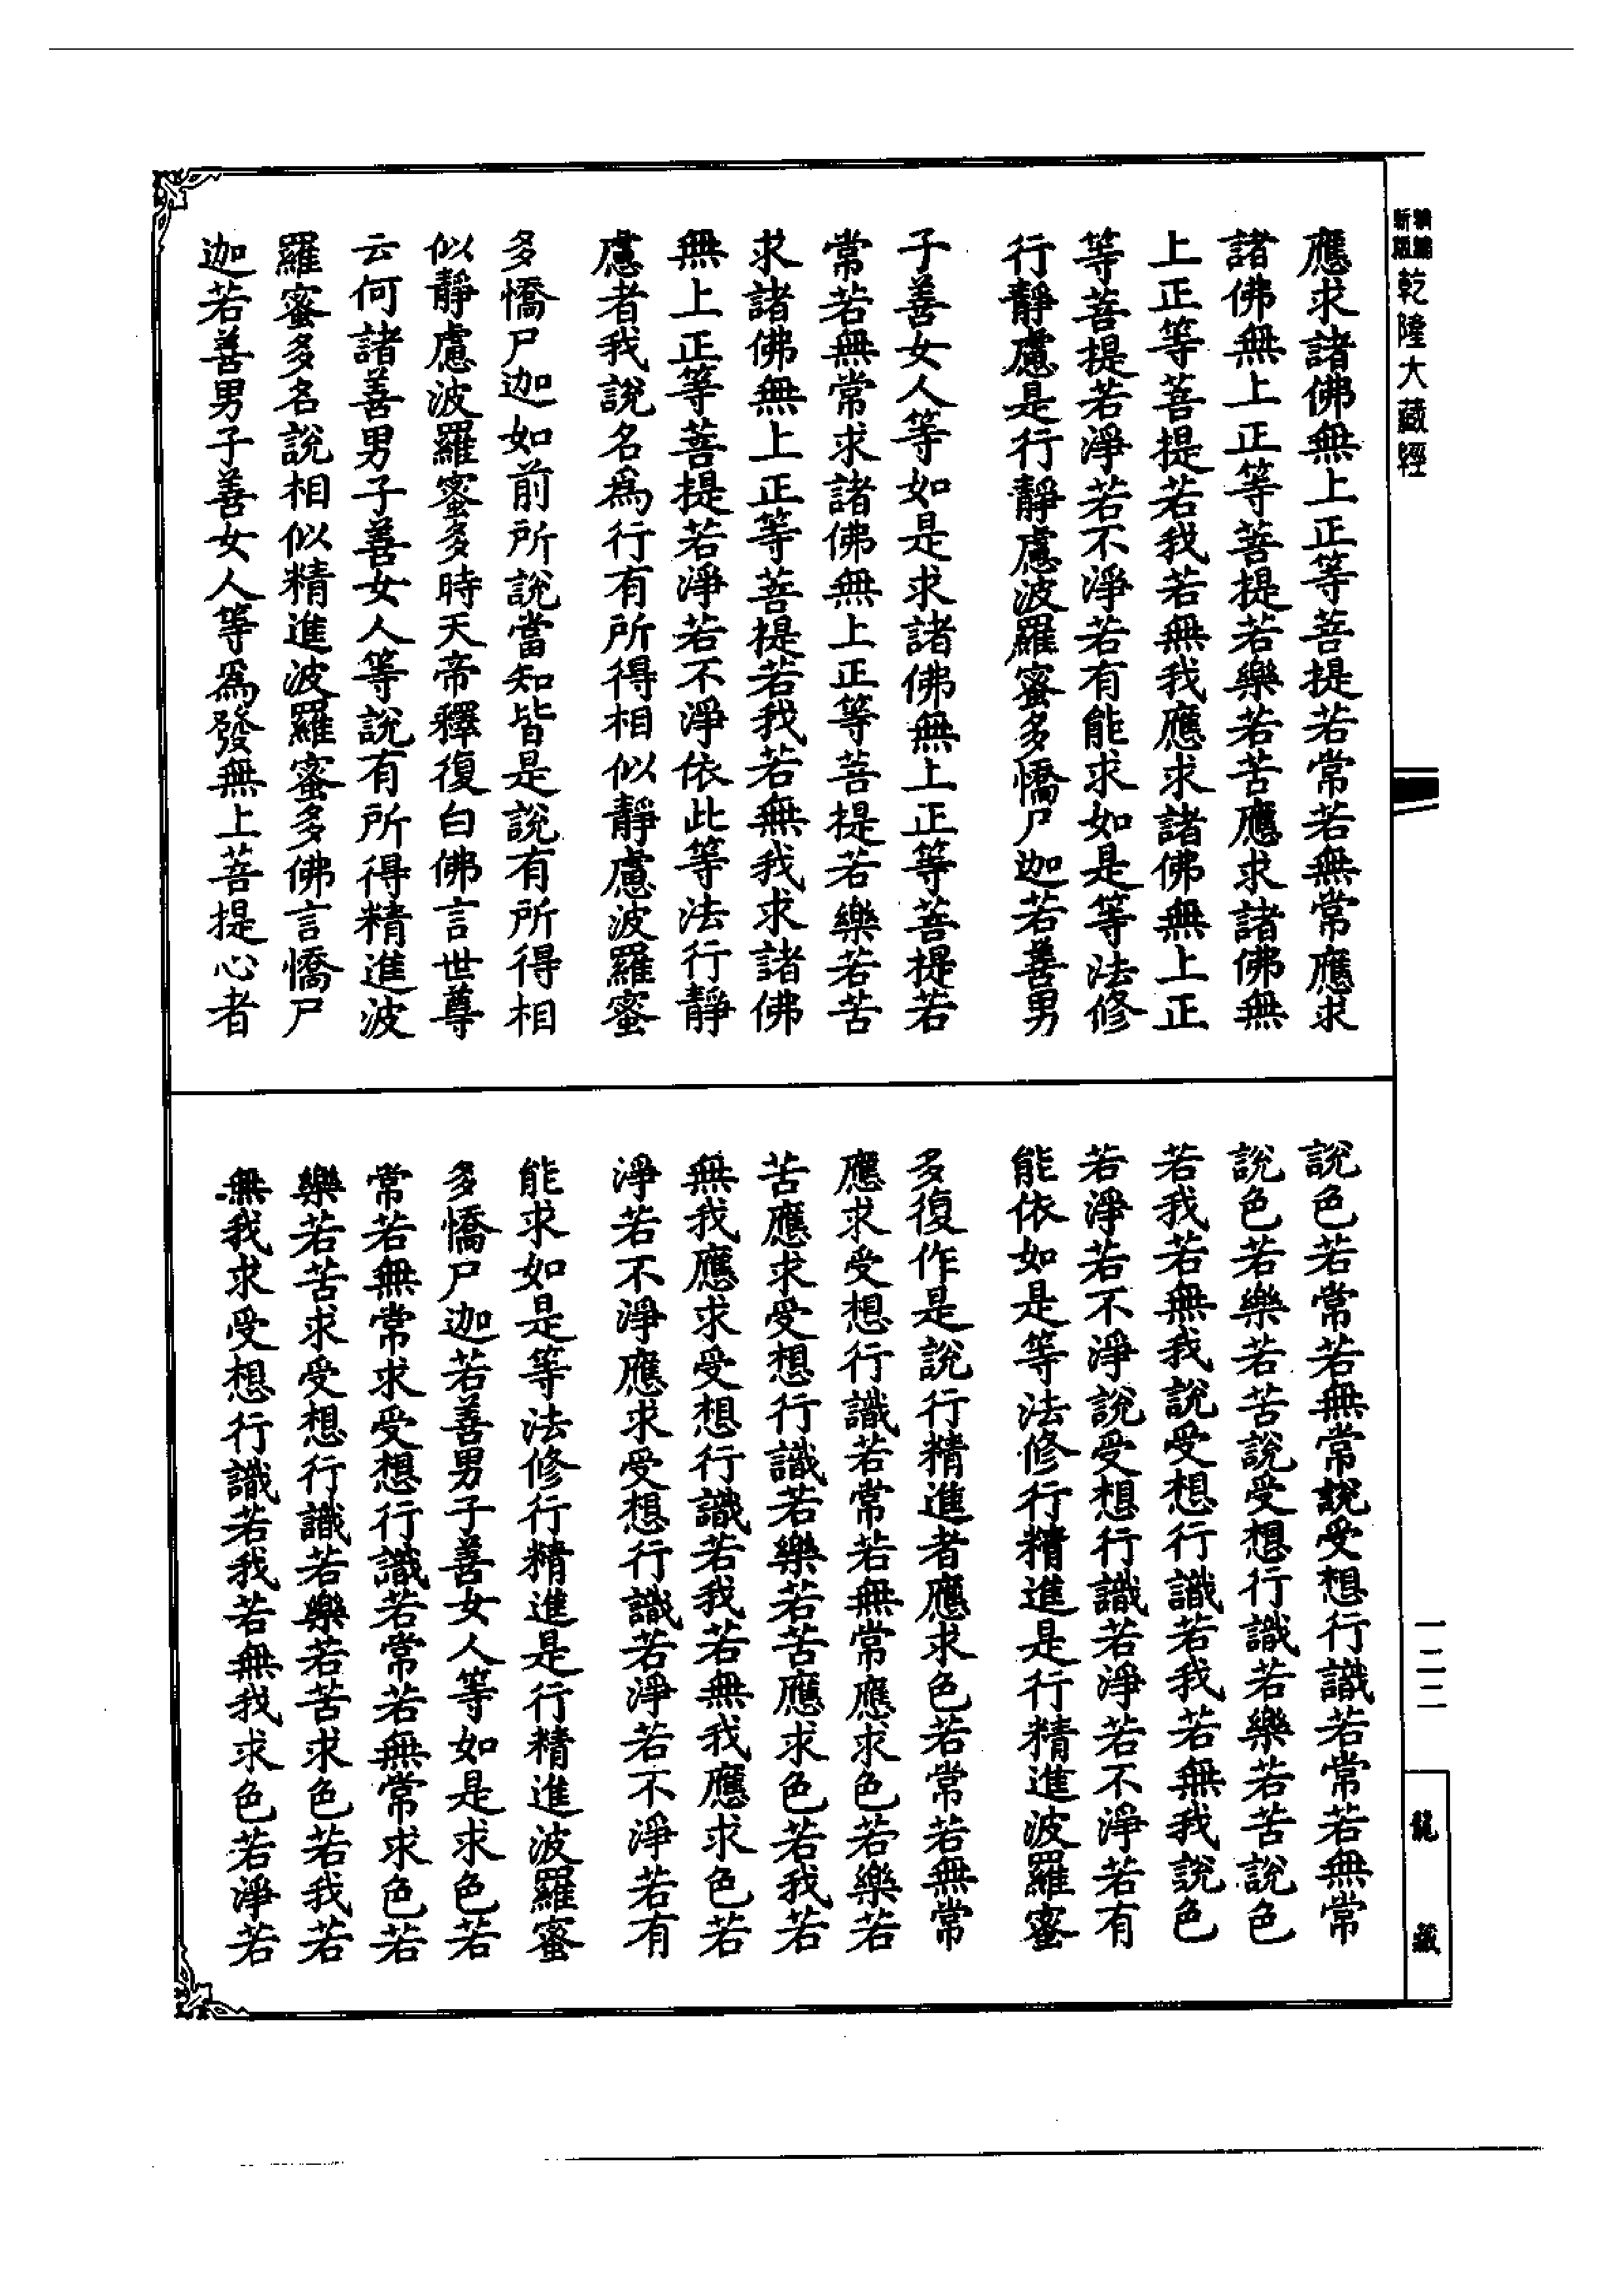 新編
縮版
乾隆大藏經
應求諸佛無上正等菩提若常若無常應求
諸佛無上正等菩提若樂若苦應求諸佛無
上正等菩提若我若無我應求諸佛無上正
等菩提若淨若不淨若有能求如是等法修
行靜慮是行靜慮波羅蜜多憍尸迦若善男
子善女人等如是求諸佛無上正等菩提若
常若無常求諸佛無上正等菩提若樂若苦
求諸佛無上正等菩提若我若無我求諸佛
無上正等菩提若淨若不淨依此等法行靜
慮者我說名為行有所得相似靜慮波羅蜜
多憍尸迦如前所說當知皆是說有所得相
似靜慮波羅蜜多時天帝釋復白佛言世尊
云何諸善男子善女人等說有所得精進波
羅蜜多名說相似精進波羅蜜多佛言憍尸
迦若善男子善女人等為發無上菩提心者
說色若常若無常說受想行識若常若無常
說色若樂若苦說受想行識若樂若苦說色
若我若無我說受想行識若我若無我說色
若淨若不淨說受想行識若淨若不淨若有
能依如是等法修行精進是行精進波羅蜜
多復作是說行精進者應求色若常若無常
應求受想行識若常若無常應求色若樂若
苦應求受想行識若樂若苦應求色若我若
無我應求受想行識若我若無我應求色若
淨若不淨應求受想行識若淨若不淨若有
能求如是等法修行精進是行精進波羅蜜
多憍尸迦若善男子善女人等如是求色若
常若無常求受想行識若常若無常求色若
樂若苦求受想行識若樂若苦求色若我若
無我求受想行識若我若無我求色若淨若
一二二
龍藏